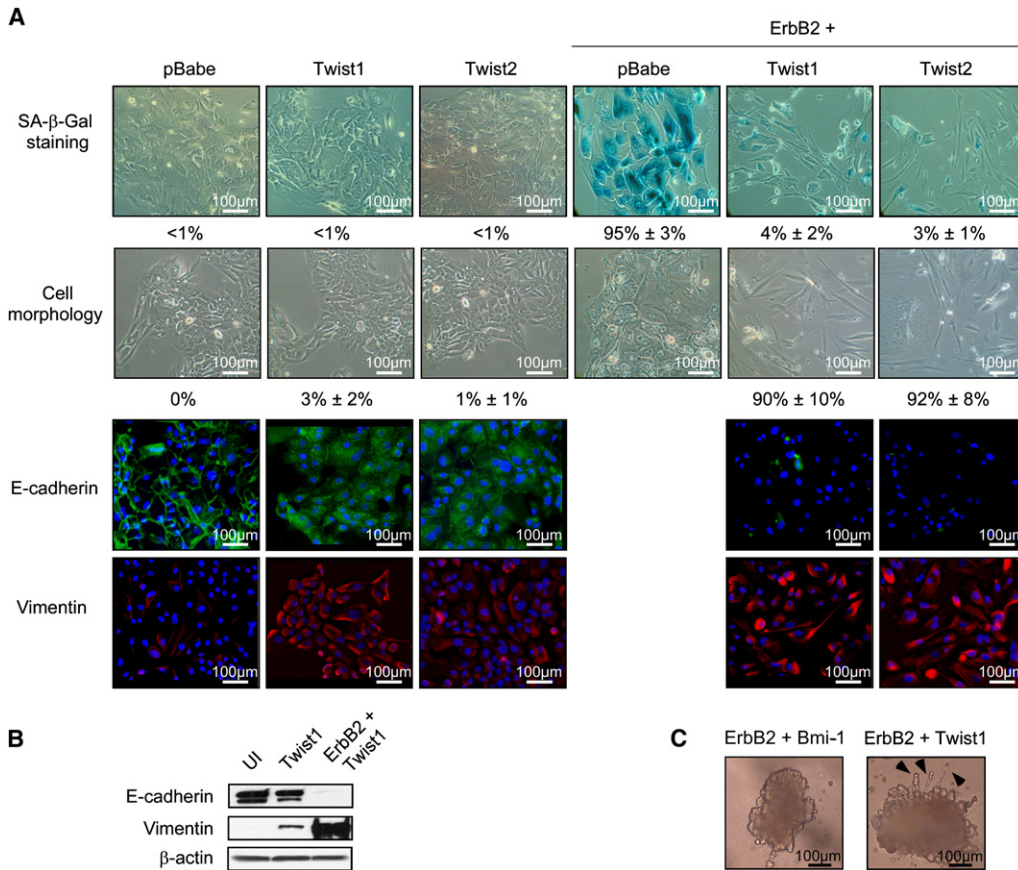 A
ErbB2 +
pBabe Twist1 Twist2 pBabe Twist1 Twist2
SA-β-Gal
staining
100μm 100μm 100μm 100μm 100μm 100μm
<1% <1% <1% 95% ± 3% 4% ± 2% 3% ± 1%
Cell
morphology
100μm 100μm 100μm 100μm 100μm 100μm
0% 3% ± 2% 1% ± 1% 90% ± 10% 92% ± 8%
E-cadherin
100μm 100μm 100μm 100μm 100μm
Vimentin
100μm 100μm 100μm 100μm 100μm
B
UI Twist1 ErbB2 +
Twist1
E-cadherin
Vimentin
β-actin
C
ErbB2 + Bmi-1 ErbB2 + Twist1
100μm 100μm